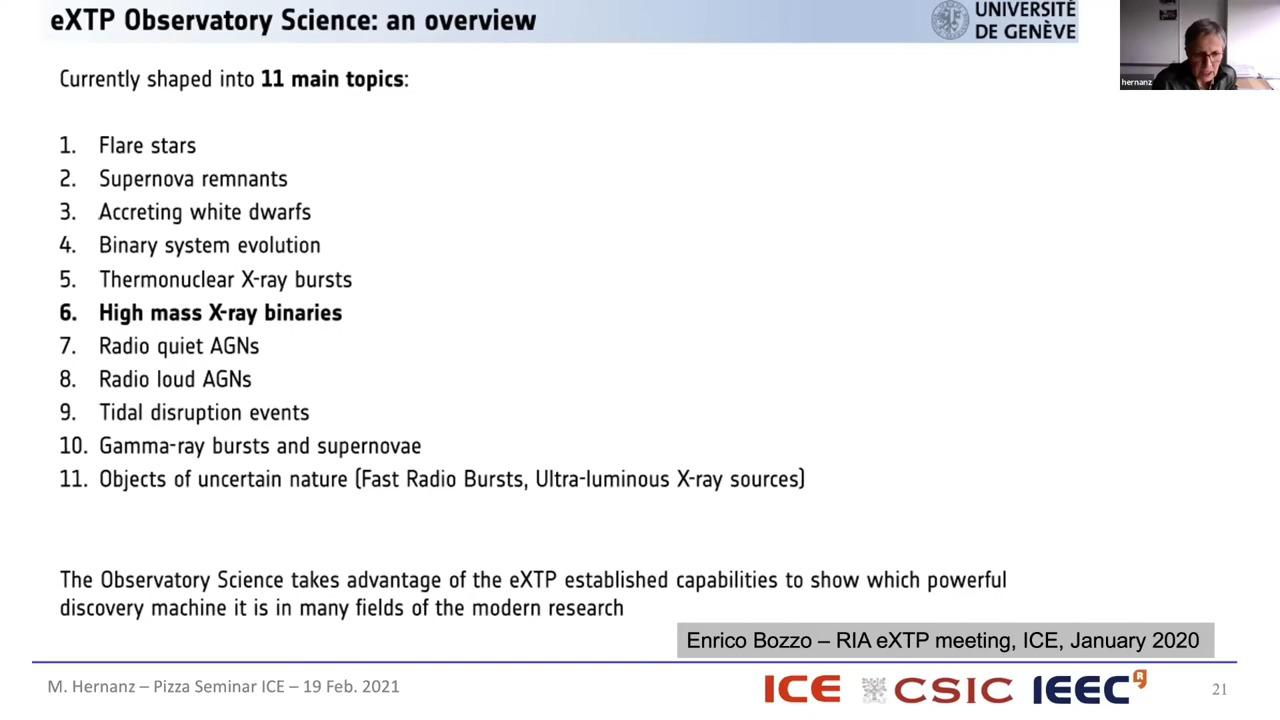 eXTP Observatory Science: an overview
UNIVERSITÉ
DE GENÈVE
hernanz
Currently shaped into 11 main topics:
1. Flare stars
2. Supernova remnants
3. Accreting white dwarfs
4. Binary system evolution
5. Thermonuclear X-ray bursts
6. High mass X-ray binaries
7. Radio quiet AGNs
8. Radio loud AGNs
9. Tidal disruption events
10. Gamma-ray bursts and supernovae
11. Objects of uncertain nature (Fast Radio Bursts, Ultra-luminous X-ray sources)
The Observatory Science takes advantage of the eXTP established capabilities to show which powerful
discovery machine it is in many fields of the modern research
Enrico Bozzo – RIA eXTP meeting, ICE, January 2020
M. Hernanz – Pizza Seminar ICE – 19 Feb. 2021
ICE CSIC IEEC R
21